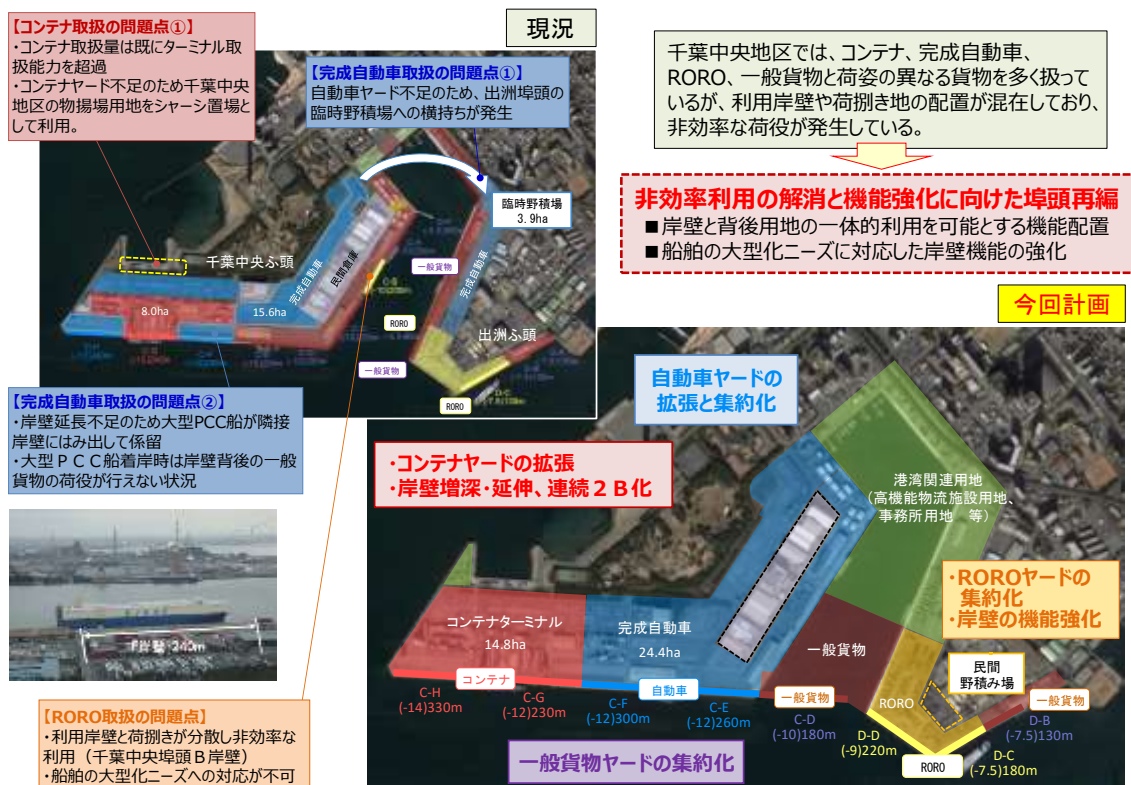 【コンテナ取扱の問題点①】
・コンテナ取扱量は既にターミナル取
扱能力を超過
・コンテナヤード不足のため千葉中央
地区の物揚場用地をシャーシ置場と
して利用。
現況
【完成自動車取扱の問題点①】
自動車ヤード不足のため、出洲埠頭の
臨時野積場への横持ちが発生
臨時野積場
3.9ha
千葉中央ふ頭
完成自動車
民間倉庫
一般貨物
完成自動車
8.0ha
15.6ha
RORO
出洲ふ頭
一般貨物
RORO
【完成自動車取扱の問題点②】
・岸壁延長不足のため大型PCC船が隣接
岸壁にはみ出して係留
・大型ＰＣＣ船着岸時は岸壁背後の一般
貨物の荷役が行えない状況
F岸壁 240m
【RORO取扱の問題点】
・利用岸壁と荷捌きが分散し非効率な
利用（千葉中央埠頭Ｂ岸壁）
・船舶の大型化ニーズへの対応が不可
千葉中央地区では、コンテナ、完成自動車、
RORO、一般貨物と荷姿の異なる貨物を多く扱っ
ているが、利用岸壁や荷捌き地の配置が混在しており、
非効率な荷役が発生している。
非効率利用の解消と機能強化に向けた埠頭再編
■岸壁と背後用地の一体的利用を可能とする機能配置
■船舶の大型化ニーズに対応した岸壁機能の強化
今回計画
自動車ヤードの
拡張と集約化
・コンテナヤードの拡張
・岸壁増深・延伸、連続２Ｂ化
港湾関連用地
（高機能物流施設用地、
事務所用地　等）
・ROROヤードの
集約化
・岸壁の機能強化
コンテナターミナル
14.8ha
完成自動車
24.4ha
一般貨物
民間
野積み場
RORO
コンテナ
自動車
一般貨物
一般貨物
C-H
(-14)330m
C-G
(-12)230m
C-F
(-12)300m
C-E
(-12)260m
C-D
(-10)180m
D-D
(-9)220m
D-C
(-7.5)180m
D-B
(-7.5)130m
RORO
一般貨物ヤードの集約化